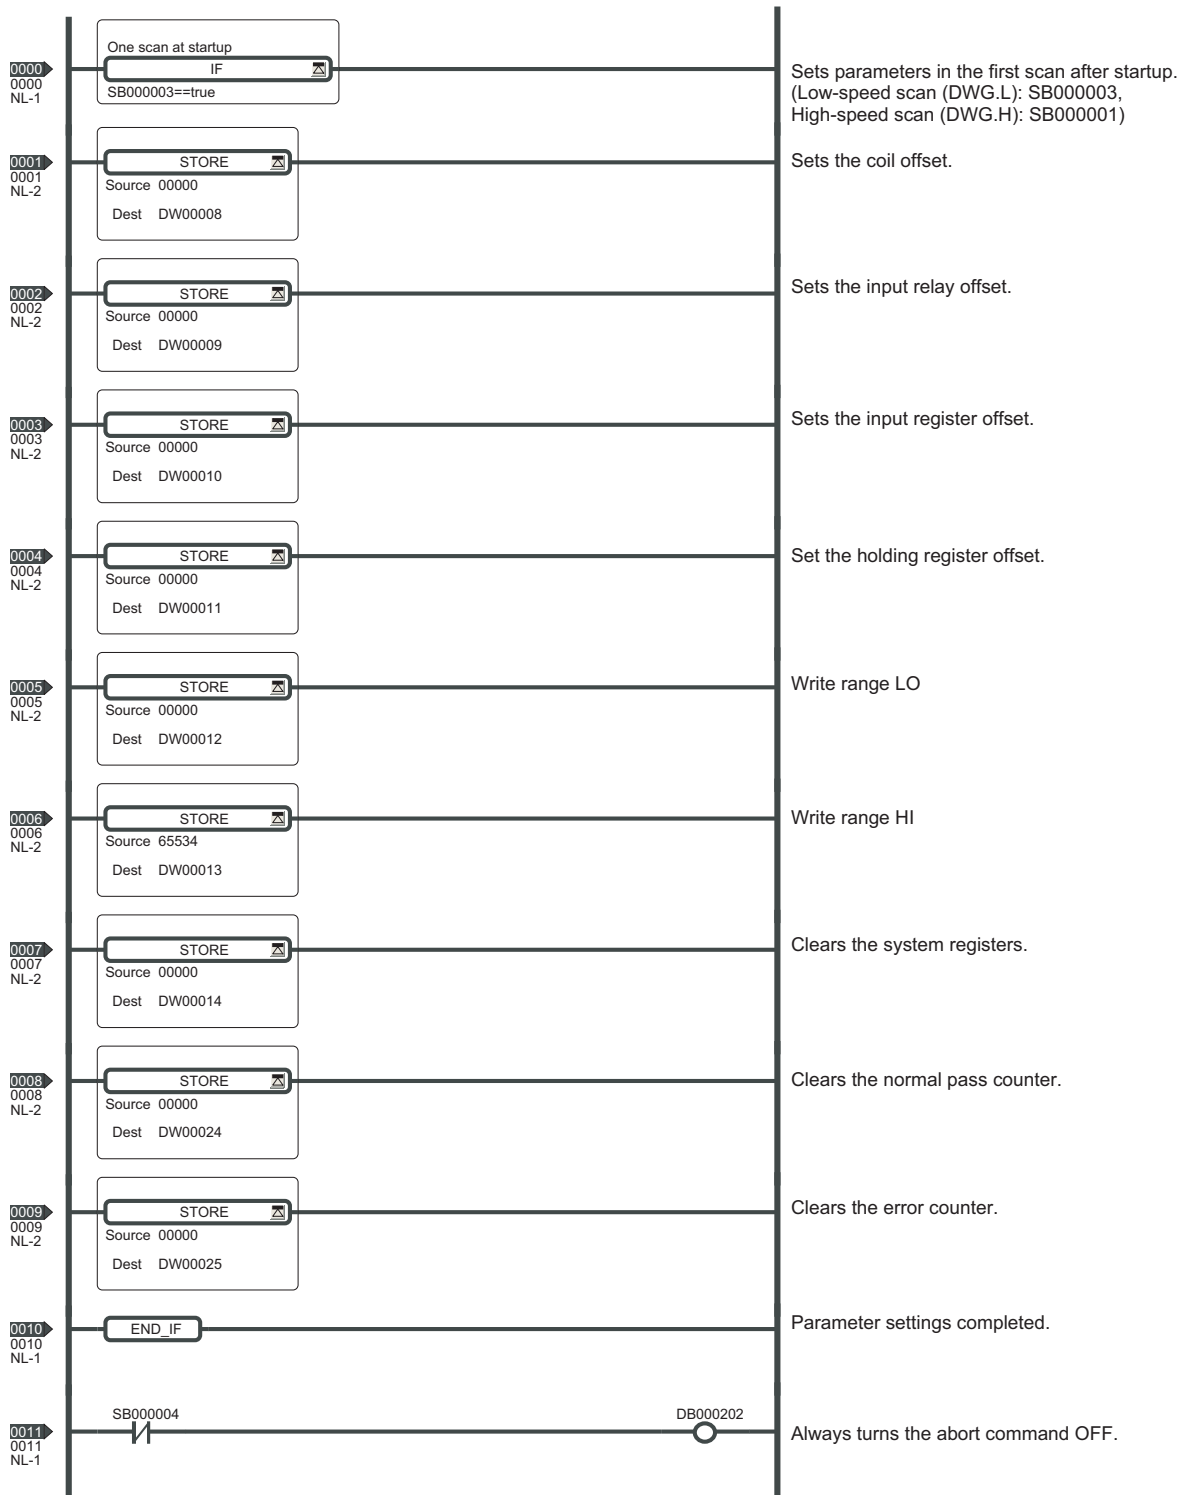 One scan at startup
0000 IF
0000 SB000003==true
NL-1
Sets parameters in the first scan after startup.
(Low-speed scan (DWG.L): SB000003,
High-speed scan (DWG.H): SB000001)
0001 STORE Sets the coil offset.
0001 Source 00000
NL-2
Dest DW00008
0002 STORE Sets the input relay offset.
0002 Source 00000
NL-2
Dest DW00009
0003 STORE Sets the input register offset.
0003 Source 00000
NL-2
Dest DW00010
0004 STORE Set the holding register offset.
0004 Source 00000
NL-2
Dest DW00011
0005 STORE Write range LO
0005 Source 00000
NL-2
Dest DW00012
0006 STORE Write range HI
0006 Source 65534
NL-2
Dest DW00013
0007 STORE Clears the system registers.
0007 Source 00000
NL-2
Dest DW00014
0008 STORE Clears the normal pass counter.
0008 Source 00000
NL-2
Dest DW00024
0009 STORE Clears the error counter.
0009 Source 00000
NL-2
Dest DW00025
0010 END_IF Parameter settings completed.
0010
NL-1
SB000004 DB000202
0011 Always turns the abort command OFF.
0011
NL-1